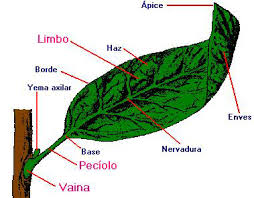 Ápice
Limbo
Haz
Borde
Yema axilar
Enves
Base
Nervadura
Pecíolo
Vaina